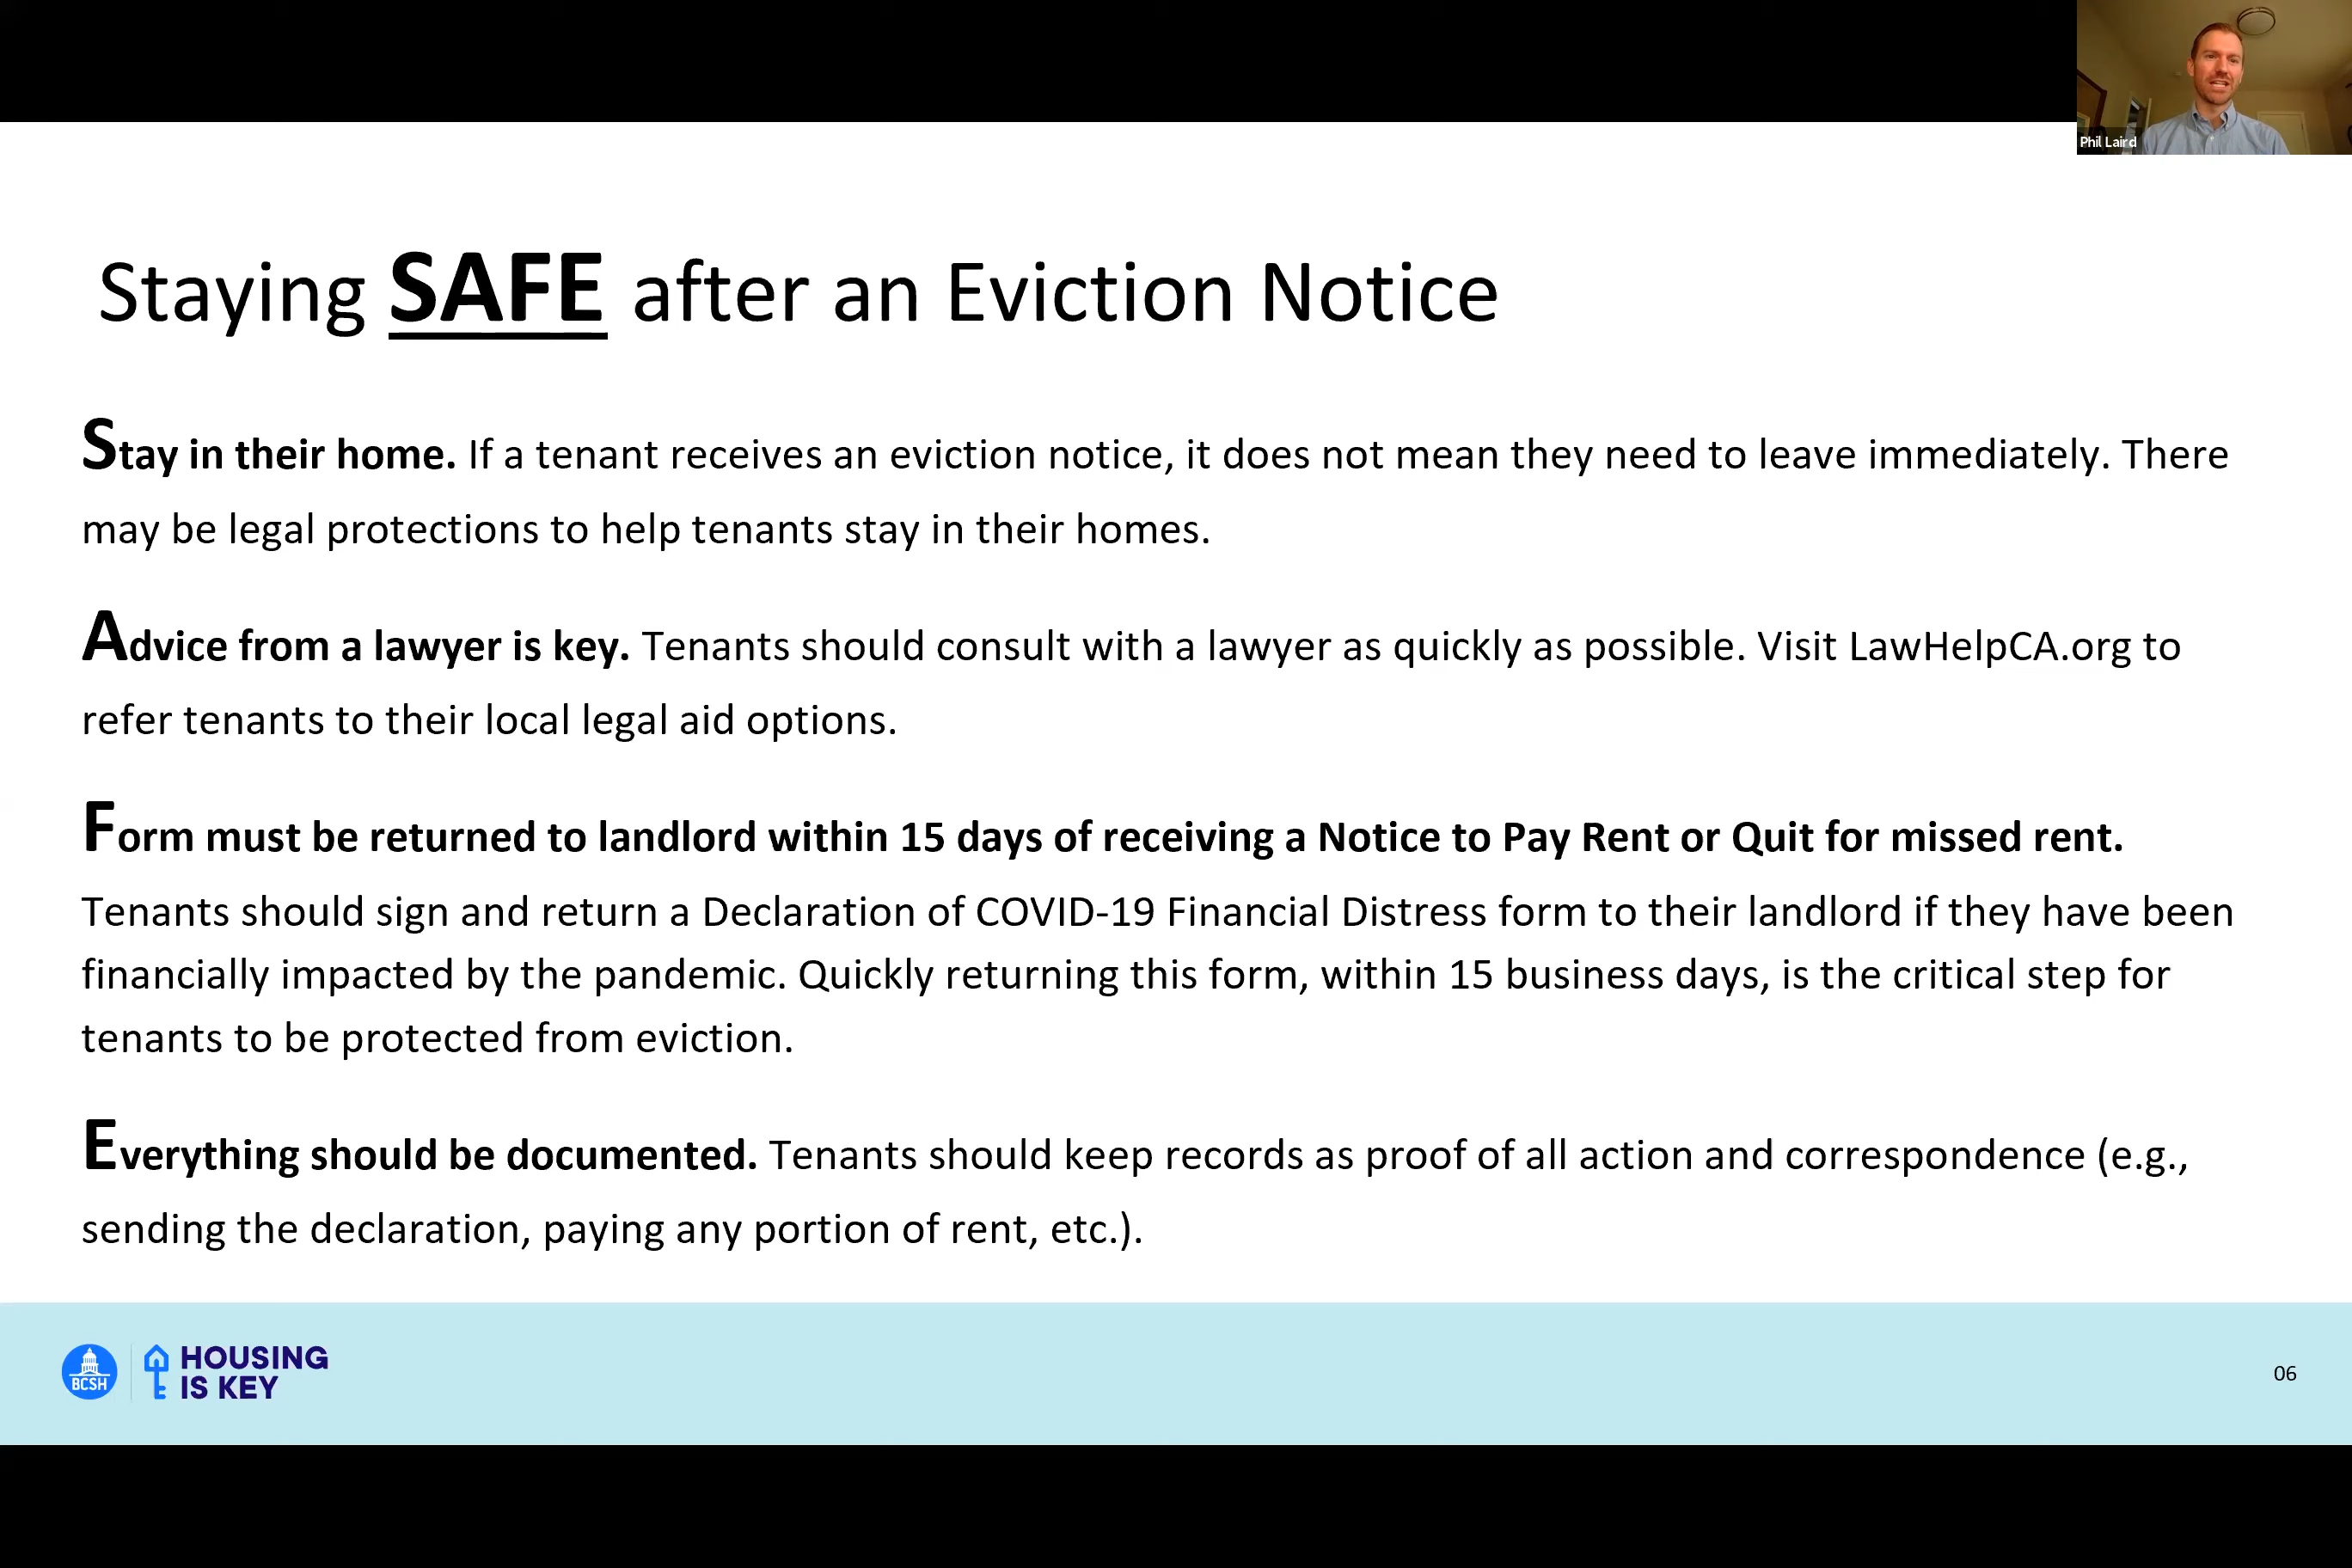 Phil Laird
Staying SAFE after an Eviction Notice
Stay in their home. If a tenant receives an eviction notice, it does not mean they need to leave immediately. There
may be legal protections to help tenants stay in their homes.
Advice from a lawyer is key. Tenants should consult with a lawyer as quickly as possible. Visit LawHelpCA.org to
refer tenants to their local legal aid options.
Form must be returned to landlord within 15 days of receiving a Notice to Pay Rent or Quit for missed rent.
Tenants should sign and return a Declaration of COVID-19 Financial Distress form to their landlord if they have been
financially impacted by the pandemic. Quickly returning this form, within 15 business days, is the critical step for
tenants to be protected from eviction.
Everything should be documented. Tenants should keep records as proof of all action and correspondence (e.g.,
sending the declaration, paying any portion of rent, etc.).
BCSH
HOUSING
IS KEY
06